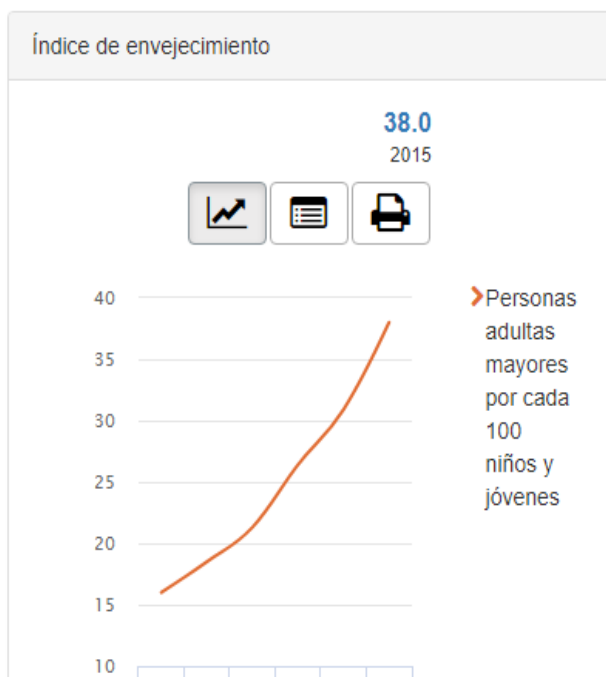 Índice de envejecimiento
38.0
2015
40
35
30
25
20
15
10
Personas
adultas
mayores
por cada
100
niños y
jóvenes